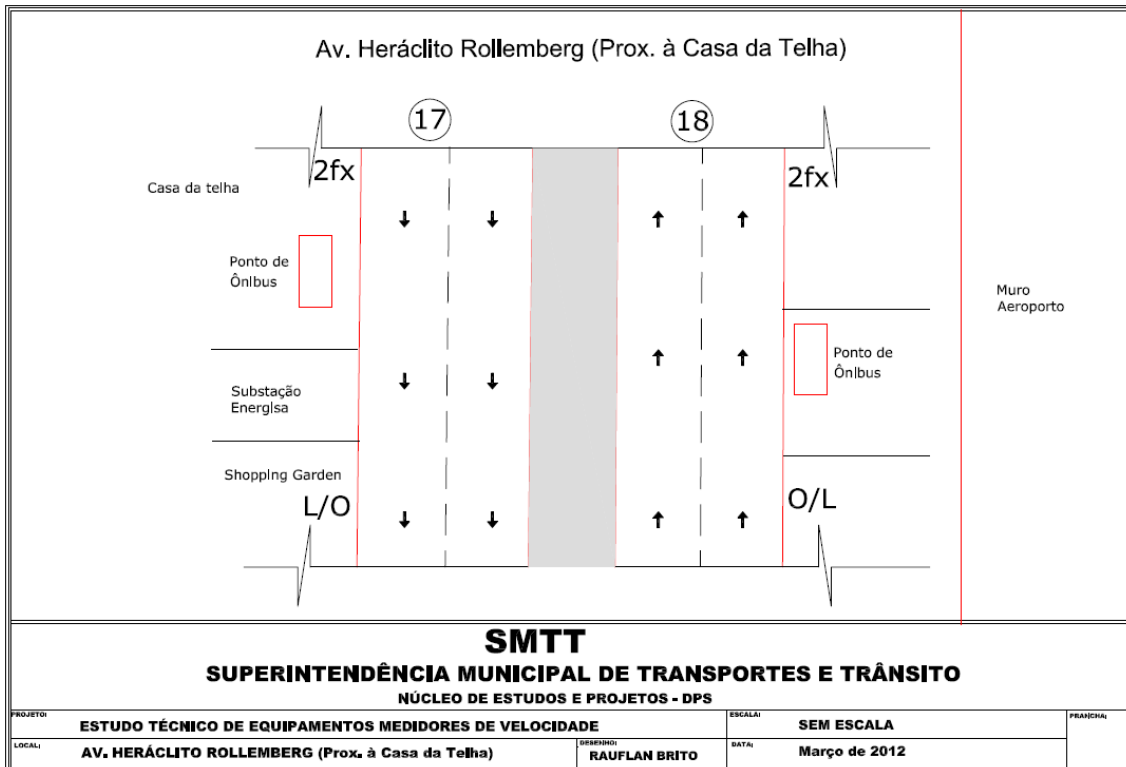 Av. Heráclito Rollemberg (Prox. à Casa da Telha)
17
18
2fx
2fx
Casa da telha
Ponto de
Ônibus
Muro
Aeroporto
Ponto de
Ônibus
Substação
Energisa
Shopping Garden
L/O
O/L
SMTT
SUPERINTENDÊNCIA MUNICIPAL DE TRANSPORTES E TRÂNSITO
NÚCLEO DE ESTUDOS E PROJETOS - DPS
PROJETO:
ESTUDO TÉCNICO DE EQUIPAMENTOS MEDIDORES DE VELOCIDADE
ESCALA:
SEM ESCALA
PRANCHA:
LOCAL:
AV. HERÁCLITO ROLLEMBERG (Prox. à Casa da Telha)
DESENHO:
RAUFLAN BRITO
DATA:
Março de 2012